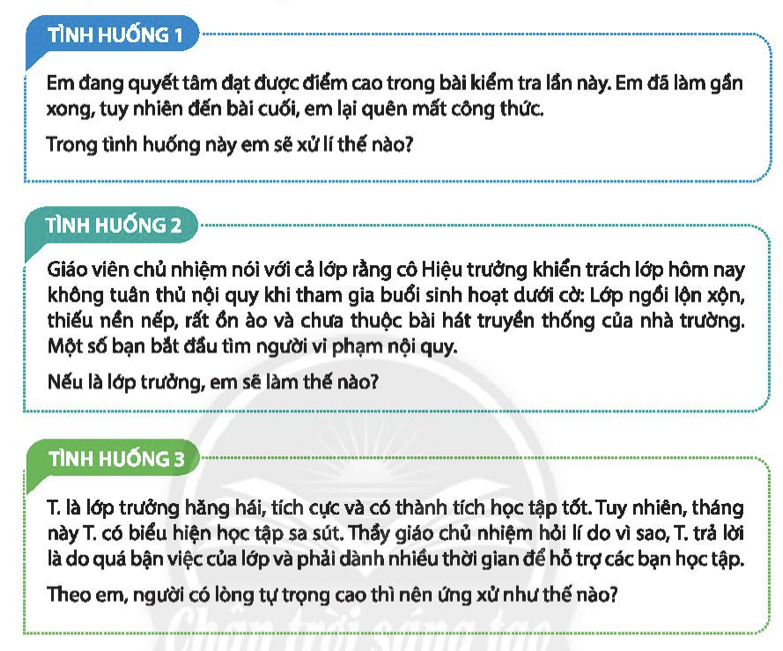 TÌNH HUỐNG 1
Em đang quyết tâm đạt được điểm cao trong bài kiểm tra lần này. Em đã làm gần
xong, tuy nhiên đến bài cuối, em lại quên mất công thức.
Trong tình huống này em sẽ xử lí thế nào?
TÌNH HUỐNG 2
Giáo viên chủ nhiệm nói với cả lớp rằng cô Hiệu trưởng khiển trách lớp hôm nay
không tuân thủ nội quy khi tham gia buổi sinh hoạt dưới cờ: Lớp ngồi lộn xộn,
thiếu nền nếp, rất ồn ào và chưa thuộc bài hát truyền thống của nhà trường.
Một số bạn bắt đầu tìm người vi phạm nội quy.
Nếu là lớp trưởng, em sẽ làm thế nào?
TÌNH HUỐNG 3
T. là lớp trưởng hăng hái, tích cực và có thành tích học tập tốt. Tuy nhiên, tháng
này T. có biểu hiện học tập sa sút. Thầy giáo chủ nhiệm hỏi lí do vì sao, T. trả lời
là do quá bận việc của lớp và phải dành nhiều thời gian để hỗ trợ các bạn học tập.
Theo em, người có lòng tự trọng cao thì nên ứng xử như thế nào?
Chân trời sáng tạo